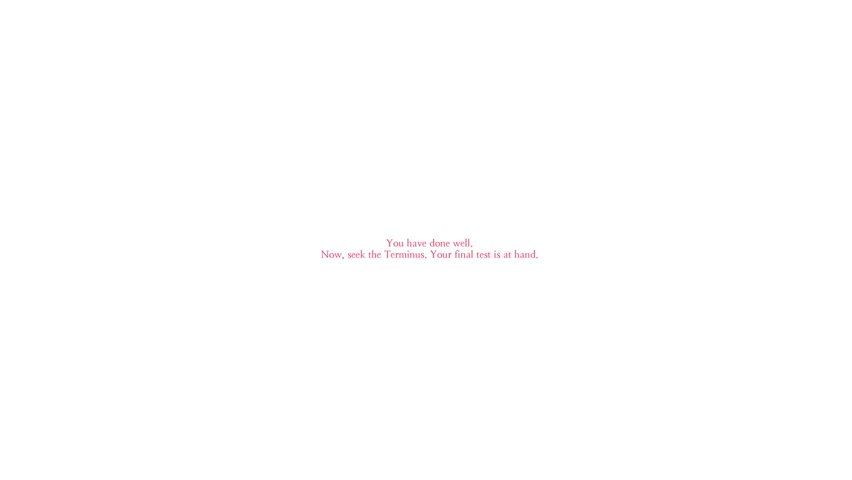 You have done well.
Now, seek the Terminus. Your final test is at hand.